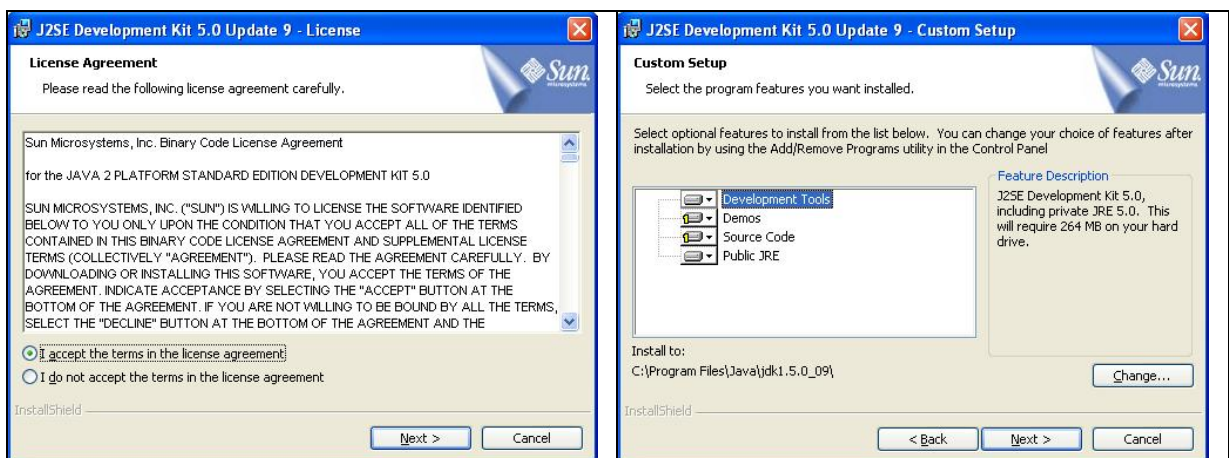 J2SE Development Kit 5.0 Update 9 - License
License Agreement
Please read the following license agreement carefully.
Sun
microsystems
Sun Microsystems, Inc. Binary Code License Agreement
for the JAVA 2 PLATFORM STANDARD EDITION DEVELOPMENT KIT 5.0
SUN MICROSYSTEMS, INC. ("SUN") IS WILLING TO LICENSE THE SOFTWARE IDENTIFIED
BELOW TO YOU ONLY UPON THE CONDITION THAT YOU ACCEPT ALL OF THE TERMS
CONTAINED IN THIS BINARY CODE LICENSE AGREEMENT AND SUPPLEMENTAL LICENSE
TERMS (COLLECTIVELY "AGREEMENT"). PLEASE READ THE AGREEMENT CAREFULLY. BY
DOWNLOADING OR INSTALLING THIS SOFTWARE, YOU ACCEPT THE TERMS OF THE
AGREEMENT. INDICATE ACCEPTANCE BY SELECTING THE "ACCEPT" BUTTON AT THE
BOTTOM OF THE AGREEMENT. IF YOU ARE NOT WILLING TO BE BOUND BY ALL THE TERMS,
SELECT THE "DECLINE" BUTTON AT THE BOTTOM OF THE AGREEMENT AND THE
I accept the terms in the license agreement
I do not accept the terms in the license agreement
InstallShield
Next >
Cancel
J2SE Development Kit 5.0 Update 9 - Custom Setup
Custom Setup
Select the program features you want installed.
Sun
microsystems
Select optional features to install from the list below. You can change your choice of features after
installation by using the Add/Remove Programs utility in the Control Panel
Development Tools
Demos
Source Code
Public JRE
Feature Description
J2SE Development Kit 5.0,
including private JRE 5.0. This
will require 264 MB on your hard
drive.
Install to:
C:\Program Files\Java\jdk1.5.0_09\
Change...
InstallShield
< Back
Next >
Cancel